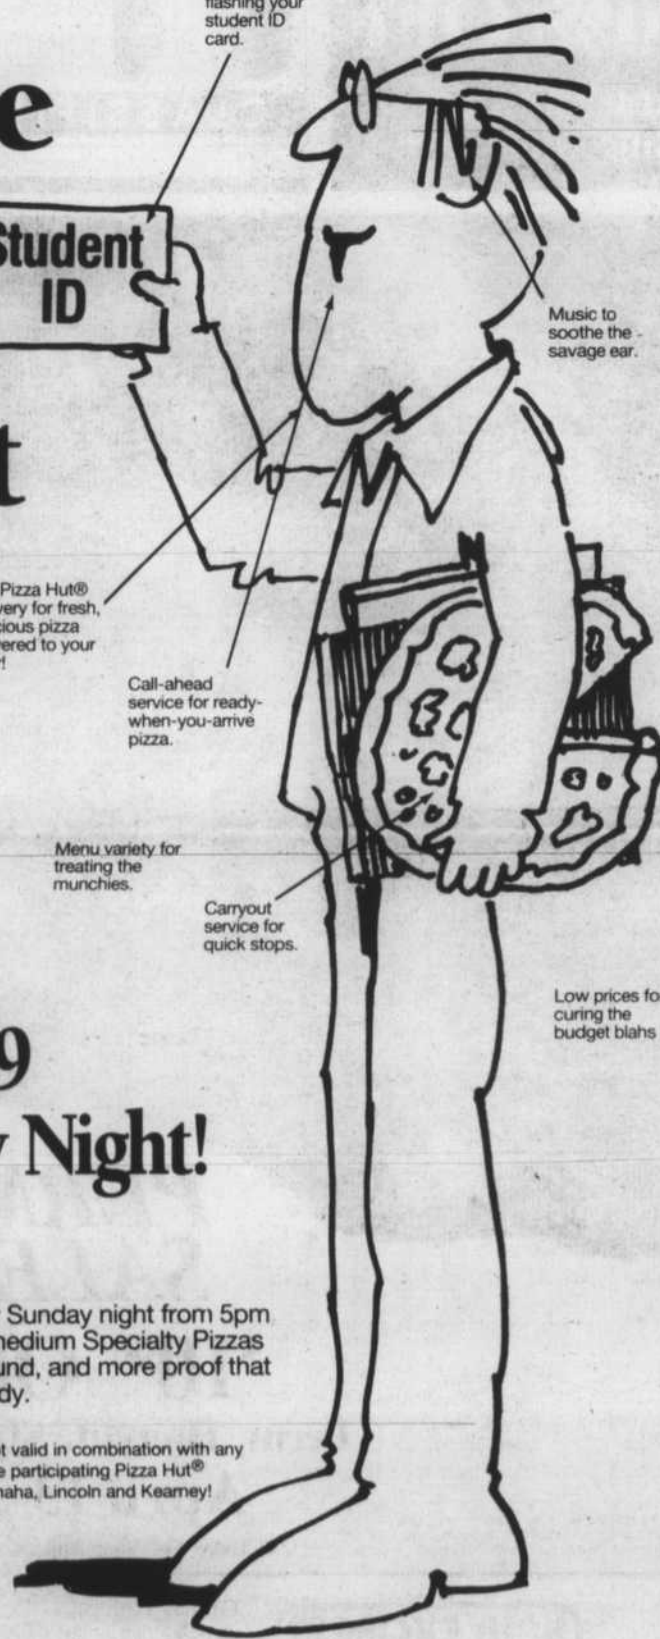 flashing your
student ID
card.
e
Student
ID
Music to
soothe the
savage ear.
t
Pizza Hut®
very for fresh,
cious pizza
vered to your
!
Call-ahead
service for ready-
when-you-arrive
pizza.
Menu variety for
treating the
munchies.
Carryout
service for
quick stops.
Low prices fo
curing the
budget blahs
9
y Night!
Sunday night from 5pm
medium Specialty Pizzas
und, and more proof that
dy.
t valid in combination with any
e participating Pizza Hut®
naha, Lincoln and Kearney!